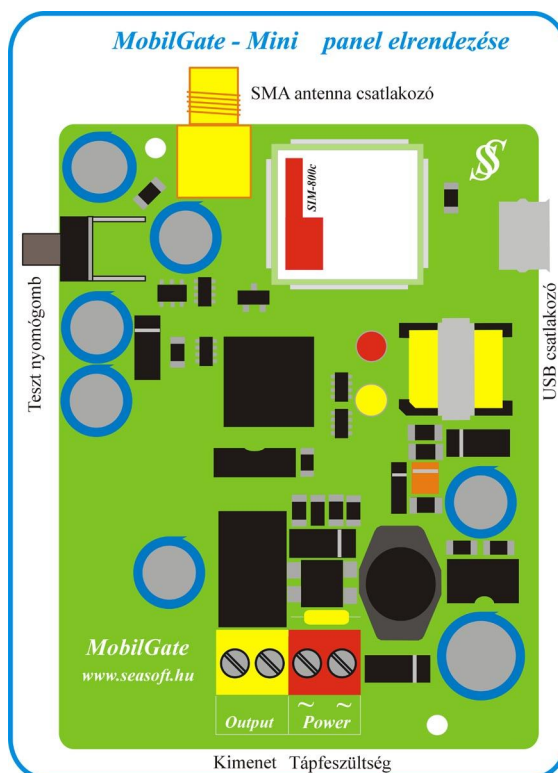 MobilGate - Mini panel elrendezése
SMA antenna csatlakozó
SIM-800c
Teszt nyomógomb
USB csatlakozó
MobilGate
www.seasoft.hu
Output
~ Power ~
Kimenet Tápfeszültség